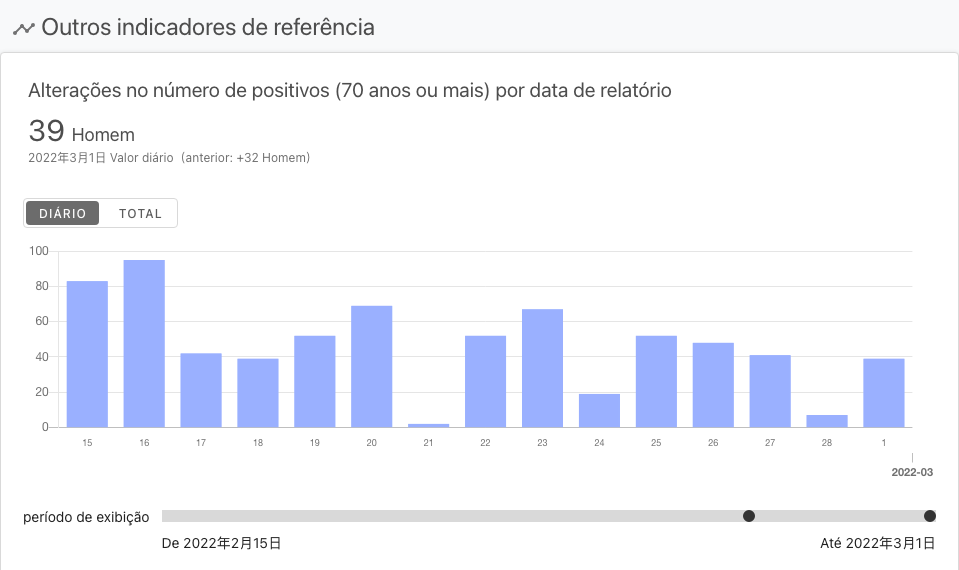 Outros indicadores de referência
Alterações no número de positivos (70 anos ou mais) por data de relatório
39 Homem
2022年3月1日 Valor diário  (anterior: +32 Homem)
DIÁRIO TOTAL
100
80
60
40
20
0
15 16 17 18 19 20 21 22 23 24 25 26 27 28 1
2022-03
período de exibição
De 2022年2月15日 Até 2022年3月1日